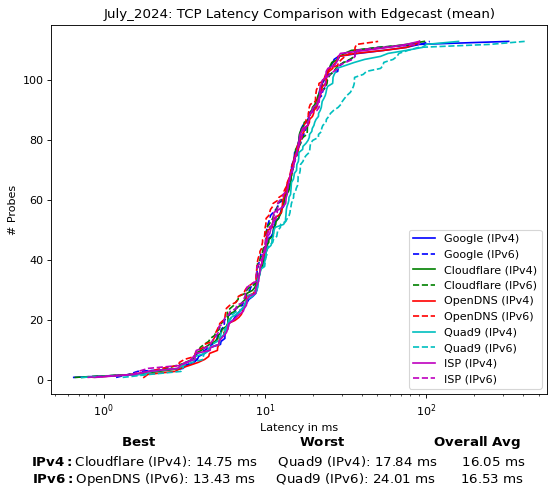 July_2024: TCP Latency Comparison with Edgecast (mean)
# Probes
100
80
60
40
20
0
Google (IPv4)
Google (IPv6)
Cloudflare (IPv4)
Cloudflare (IPv6)
OpenDNS (IPv4)
OpenDNS (IPv6)
Quad9 (IPv4)
Quad9 (IPv6)
ISP (IPv4)
ISP (IPv6)
10⁰ 10¹ 10²
Latency in ms
Best Worst Overall Avg
IPv4: Cloudflare (IPv4): 14.75 ms Quad9 (IPv4): 17.84 ms 16.05 ms
IPv6: OpenDNS (IPv6): 13.43 ms Quad9 (IPv6): 24.01 ms 16.53 ms